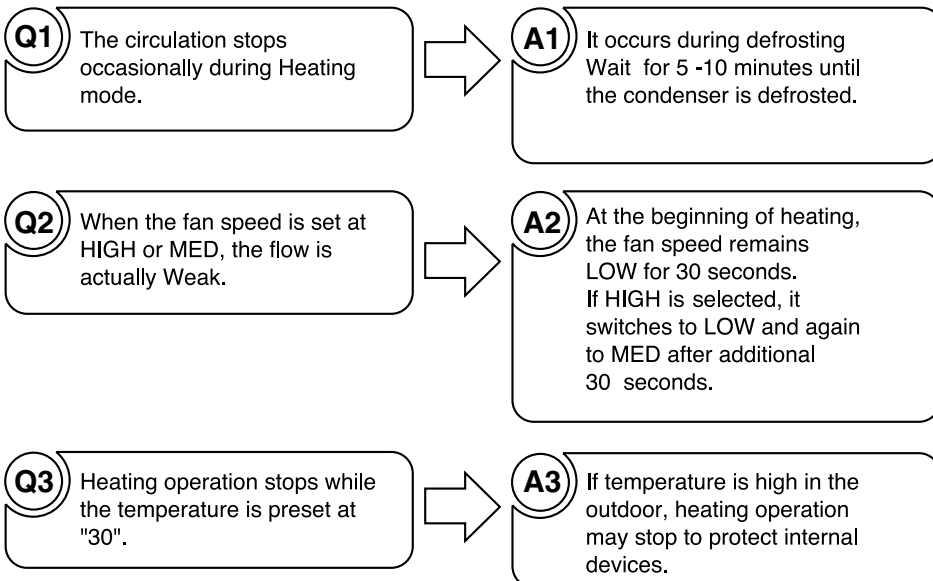 Q1
The circulation stops
occasionally during Heating
mode.
A1
It occurs during defrosting
Wait for 5 -10 minutes until
the condenser is defrosted.
Q2
When the fan speed is set at
HIGH or MED, the flow is
actually Weak.
A2
At the beginning of heating,
the fan speed remains
LOW for 30 seconds.
If HIGH is selected, it
switches to LOW and again
to MED after additional
30 seconds.
Q3
Heating operation stops while
the temperature is preset at
"30".
A3
If temperature is high in the
outdoor, heating operation
may stop to protect internal
devices.